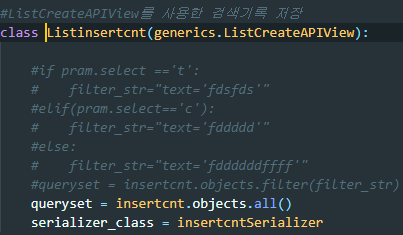 #ListCreateAPIView를 사용한 검색기록 저장
class Listinsertcnt(generics.ListCreateAPIView):
#if pram.select =='t':
#    filter_str="text='fdsfds'"
#elif(pram.select=='c'):
#    filter_str="text='fddddd'"
#else:
#    filter_str="text='fddddddffff'"
#queryset = insertcnt.objects.filter(filter_str)
queryset = insertcnt.objects.all()
serializer_class = insertcntSerializer